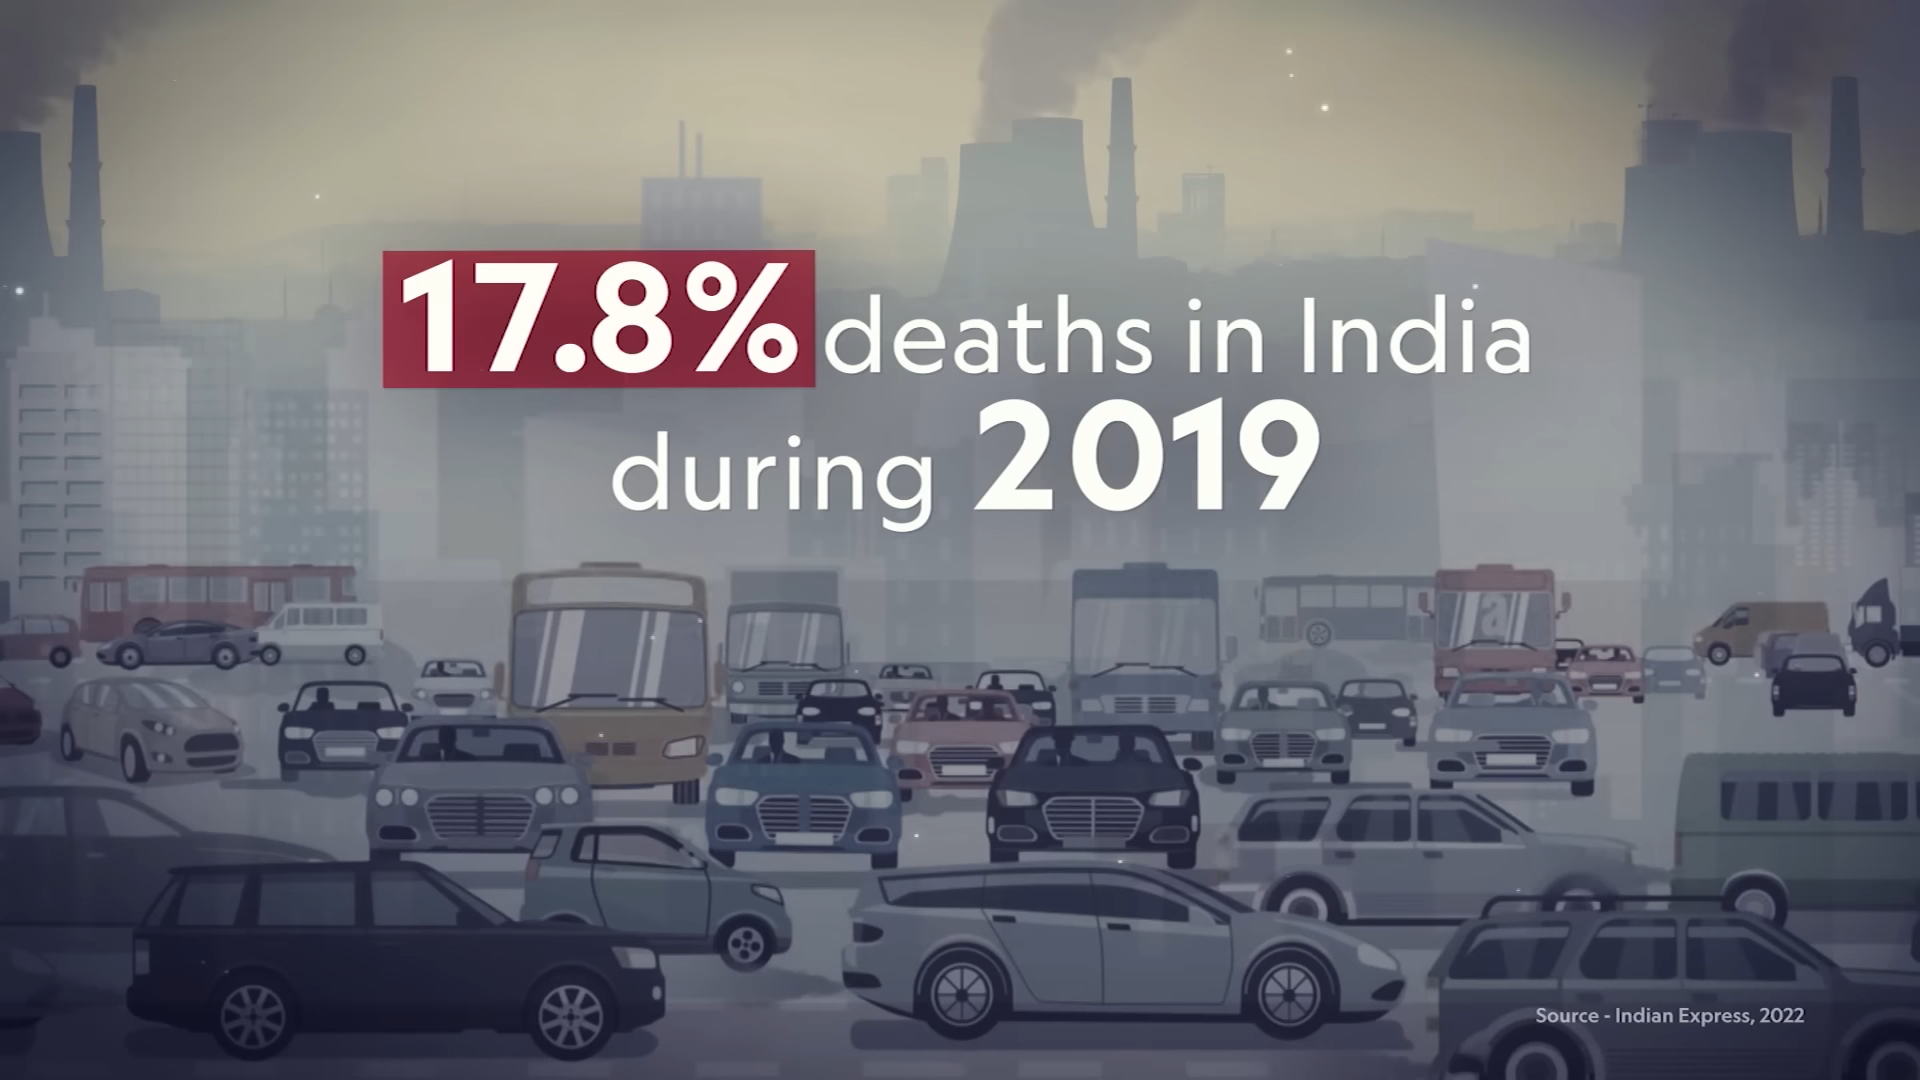 17.8% deaths in India
during 2019
Source - Indian Express, 2022